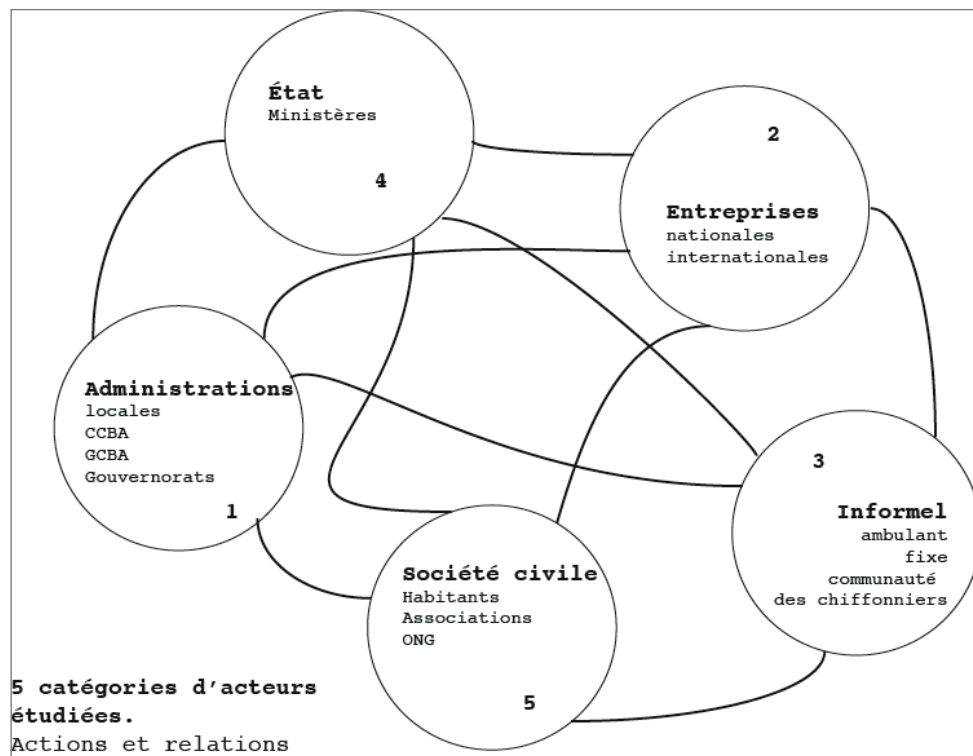 État
Ministères
4
2
Entreprises
nationales
internationales
Administrations
locales
CCBA
GCBA
Gouvernorats
1
3
Informel
ambulant
fixe
communauté
des chiffonniers
Société civile
Habitants
Associations
ONG
5
5 catégories d'acteurs
étudiées.
Actions et relations